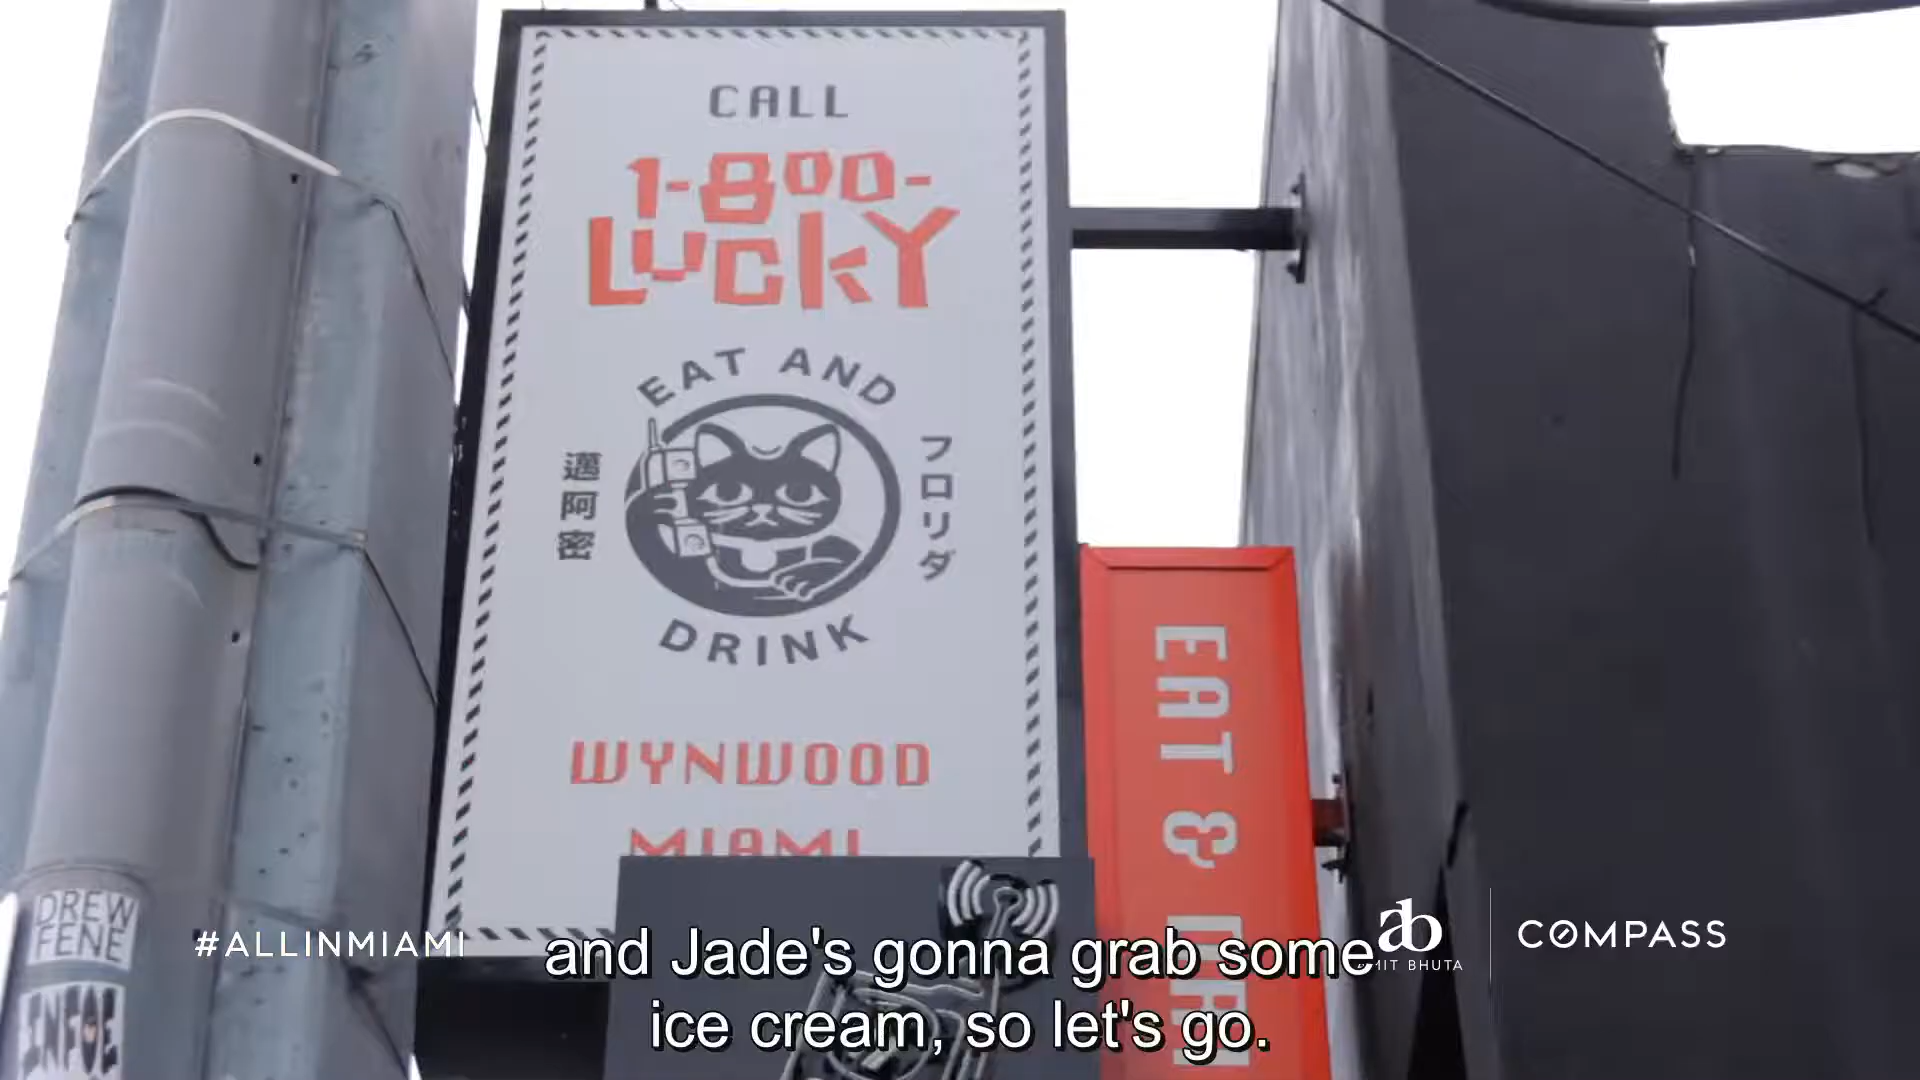 CALL
1-800-
LUCKY
EAT AND
邁阿密
フロリダ
DRINK
WYNWOOD
MIAMI
EAT &
DREW
FENE
#ALLINMIAMI
ab
COMPASS
and Jade's gonna grab some
ice cream, so let's go.